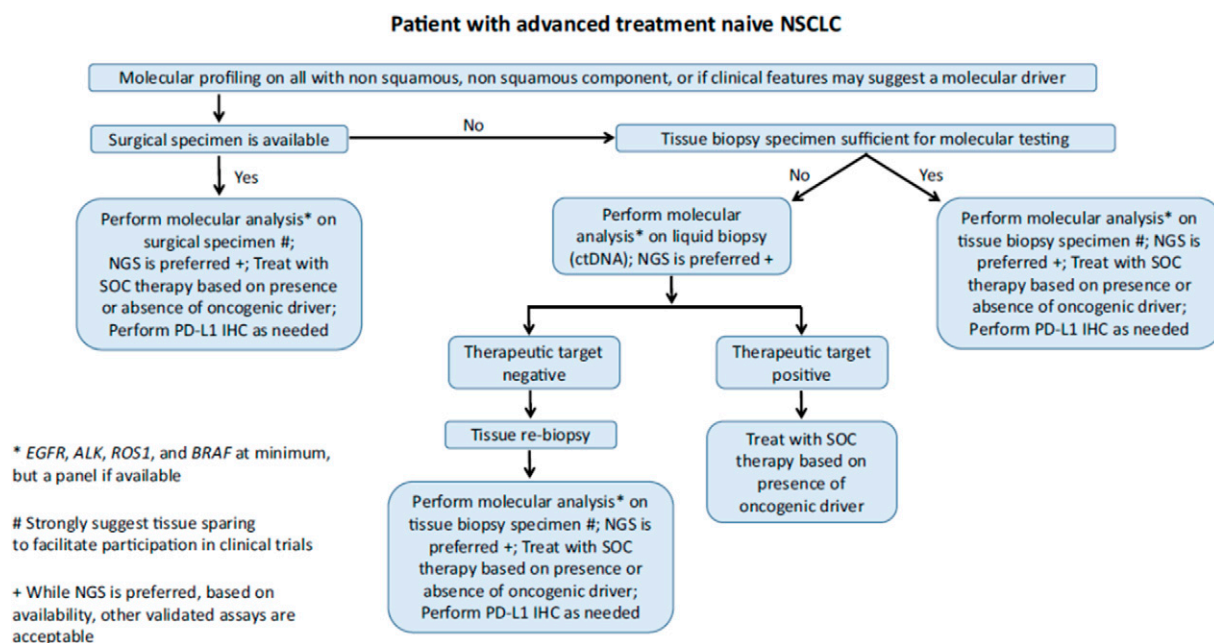 Patient with advanced treatment naive NSCLC
Molecular profiling on all with non squamous, non squamous component, or if clinical features may suggest a molecular driver
Surgical specimen is available
No
Tissue biopsy specimen sufficient for molecular testing
Yes
No
Yes
Perform molecular analysis* on
surgical specimen #;
NGS is preferred +; Treat with
SOC therapy based on presence
or absence of oncogenic driver;
Perform PD-L1 IHC as needed
Perform molecular
analysis* on liquid biopsy
(ctDNA); NGS is preferred +
Perform molecular analysis* on
tissue biopsy specimen #; NGS is
preferred +; Treat with SOC
therapy based on presence or
absence of oncogenic driver;
Perform PD-L1 IHC as needed
Therapeutic target
negative
Therapeutic target
positive
Tissue re-biopsy
Treat with SOC
therapy based on
presence of
oncogenic driver
Perform molecular analysis* on
tissue biopsy specimen #; NGS is
preferred +; Treat with SOC
therapy based on presence or
absence of oncogenic driver;
Perform PD-L1 IHC as needed
* EGFR, ALK, ROS1, and BRAF at minimum,
but a panel if available
# Strongly suggest tissue sparing
to facilitate participation in clinical trials
+ While NGS is preferred, based on
availability, other validated assays are
acceptable